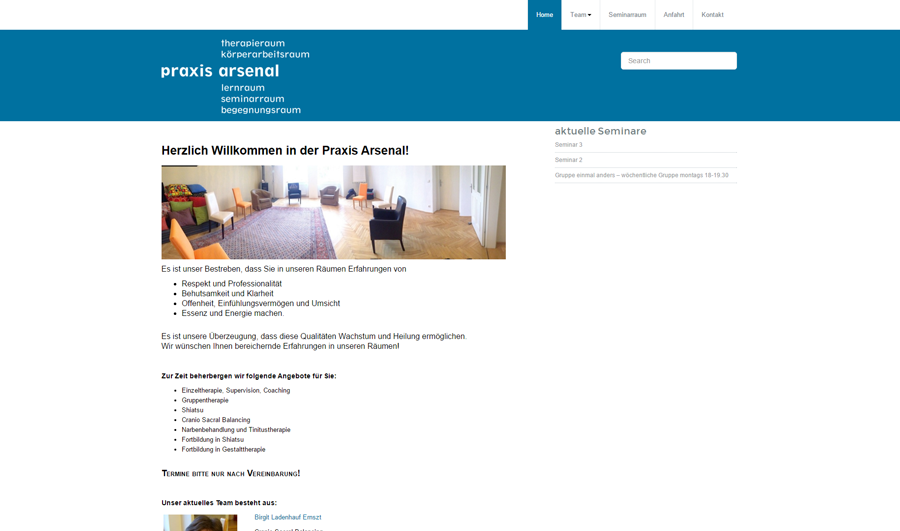 Home
Team
Seminarraum
Anfahrt
Kontakt
therapieraum
körperarbeitsraum
praxis arsenal
lernraum
seminarraum
begegnungsraum
Search
Herzlich Willkommen in der Praxis Arsenal!
Es ist unser Bestreben, dass Sie in unseren Räumen Erfahrungen von
Respekt und Professionalität
Behutsamkeit und Klarheit
Offenheit, Einfühlungsvermögen und Umsicht
Essenz und Energie machen.
Es ist unsere Überzeugung, dass diese Qualitäten Wachstum und Heilung ermöglichen.
Wir wünschen Ihnen bereichernde Erfahrungen in unseren Räumen!
Zur Zeit beherbergen wir folgende Angebote für Sie:
Einzeltherapie, Supervision, Coaching
Gruppentherapie
Shiatsu
Cranio Sacral Balancing
Narbenbehandlung und Tinitustherapie
Fortbildung in Shiatsu
Fortbildung in Gestalttherapie
Termine bitte nur nach Vereinbarung!
Unser aktuelles Team besteht aus:
Birgit Ladenhauf Ernszt
Cranio Sacral Balancing
aktuelle Seminare
Seminar 3
Seminar 2
Gruppe einmal anders – wöchentliche Gruppe montags 18-19.30